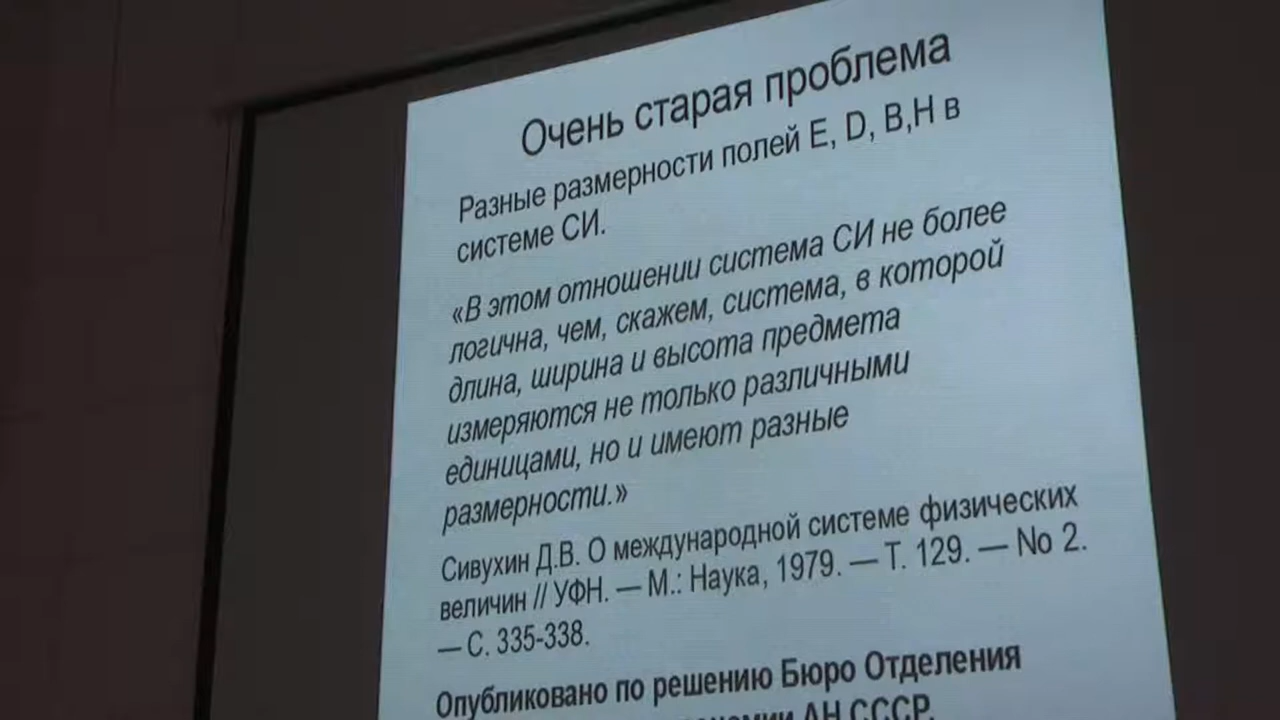 Очень старая проблема
Разные размерности полей E, D, B,H в
системе СИ.
«В этом отношении система СИ не более
логична, чем, скажем, система, в которой
длина, ширина и высота предмета
измеряются не только различными
единицами, но и имеют разные
размерности.»
Сивухин Д.В. О международной системе физических
величин // УФН. — М.: Наука, 1979. — Т. 129. — No 2.
— С. 335-338.
Опубликовано по решению Бюро Отделения
АН СССР.